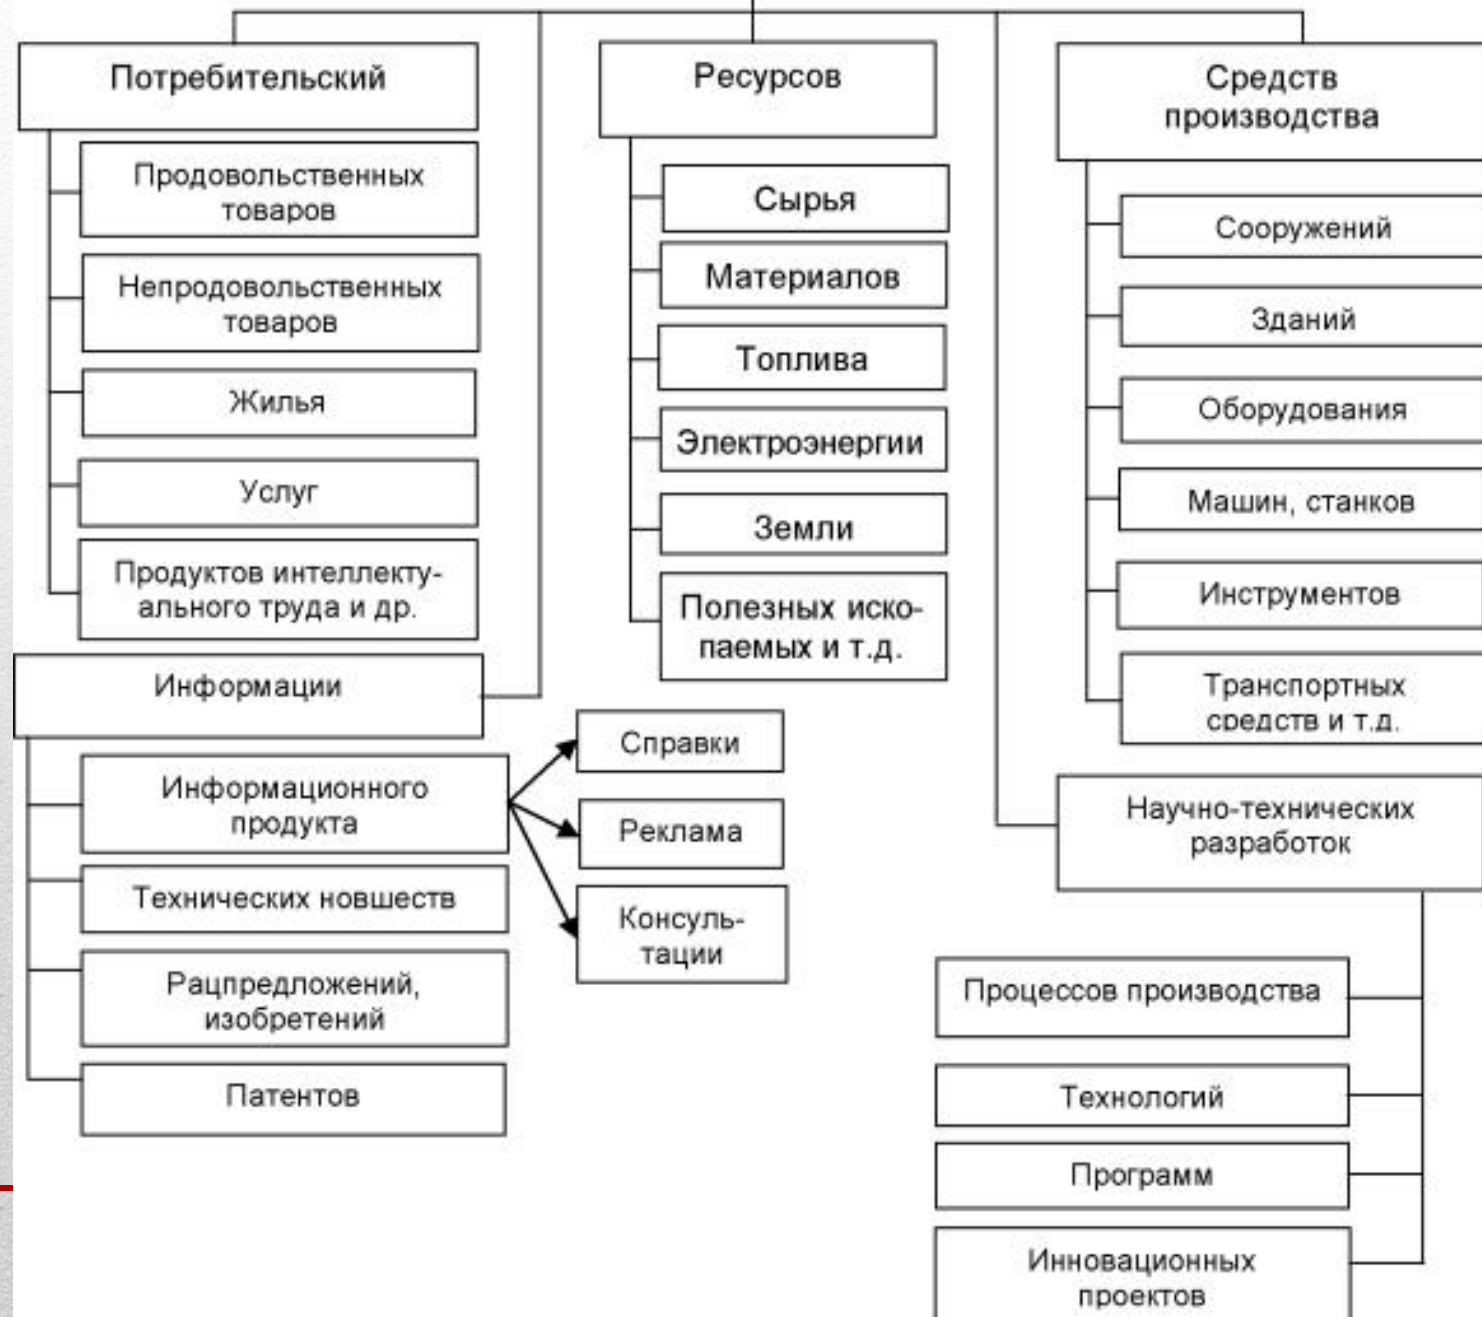 Потребительский
Продовольственных
товаров
Непродовольственных
товаров
Жилья
Услуг
Продуктов интеллекту-
ального труда и др.
Ресурсов
Сырья
Материалов
Топлива
Электроэнергии
Земли
Полезных иско-
паемых и т.д.
Средств
производства
Сооружений
Зданий
Оборудования
Машин, станков
Инструментов
Транспортных
средств и т.д.
Информации
Информационного
продукта
Справки
Реклама
Консуль-
тации
Технических новшеств
Рацпредложений,
изобретений
Патентов
Научно-технических
разработок
Процессов производства
Технологий
Программ
Инновационных
проектов